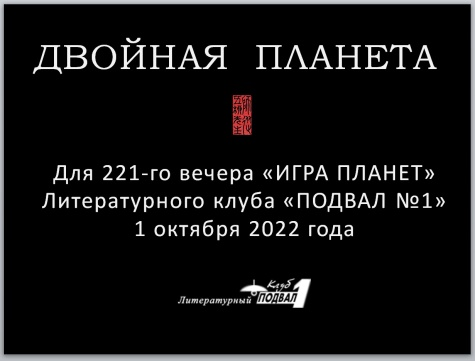 ДВОЙНАЯ ПЛАНЕТА
Для 221-го вечера «ИГРА ПЛАНЕТ»
Литературного клуба «ПОДВАЛ №1»
1 октября 2022 года
Клуб
Литературный ПОДВАЛ 1